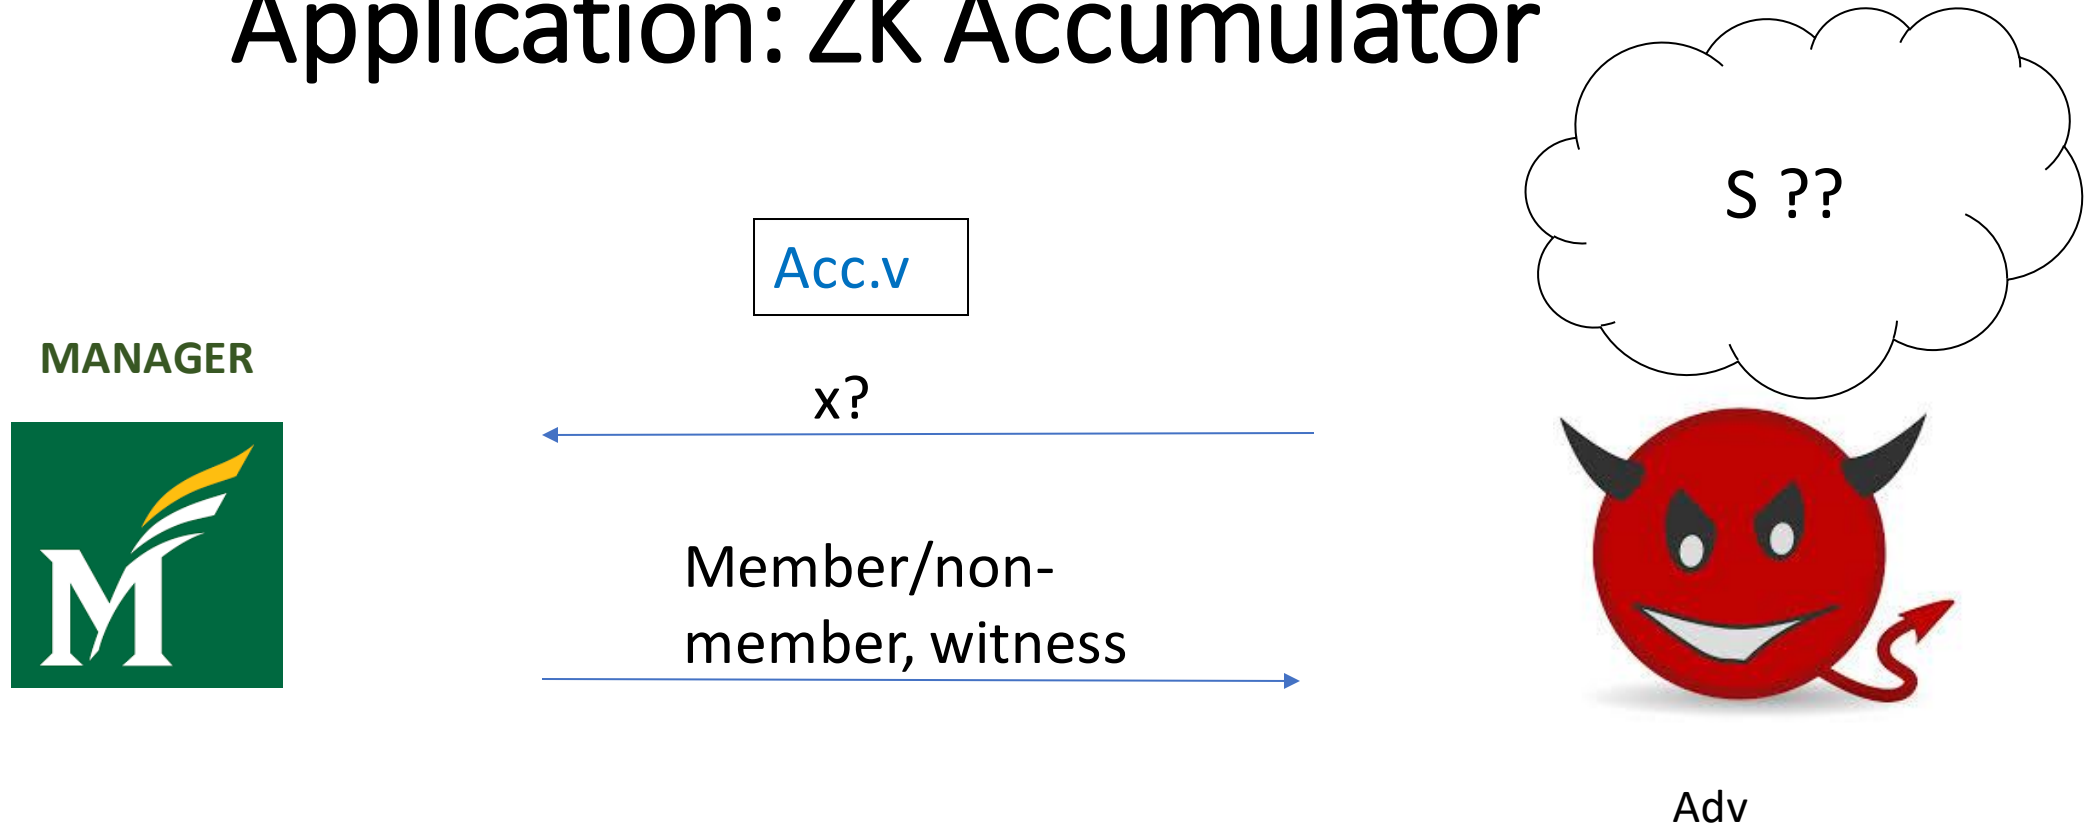 Application: ZK Accumulator
S ??
Acc.v
MANAGER
x?
M
Member/non-
member, witness
Adv